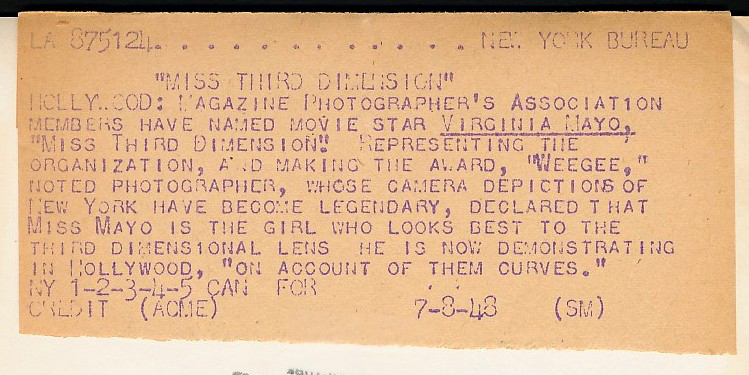 LA 875124. . . . . . . . . . . . . NEW YORK BUREAU
"MISS THIRD DIMENSION"
HOLLYWOOD: MAGAZINE PHOTOGRAPHER'S ASSOCIATION
MEMBERS HAVE NAMED MOVIE STAR VIRGINIA MAYO,
"MISS THIRD DIMENSION". REPRESENTING THE
ORGANIZATION, AND MAKING THE AWARD, "WEEGEE,"
NOTED PHOTOGRAPHER, WHOSE CAMERA DEPICTIONS OF
NEW YORK HAVE BECOME LEGENDARY, DECLARED THAT
MISS MAYO IS THE GIRL WHO LOOKS BEST TO THE
THIRD DIMENSIONAL LENS HE IS NOW DEMONSTRATING
IN HOLLYWOOD, "ON ACCOUNT OF THEM CURVES."
NY 1-2-3-4-5 CAN FOR
CREDIT (ACME) 7-8-48 (SM)